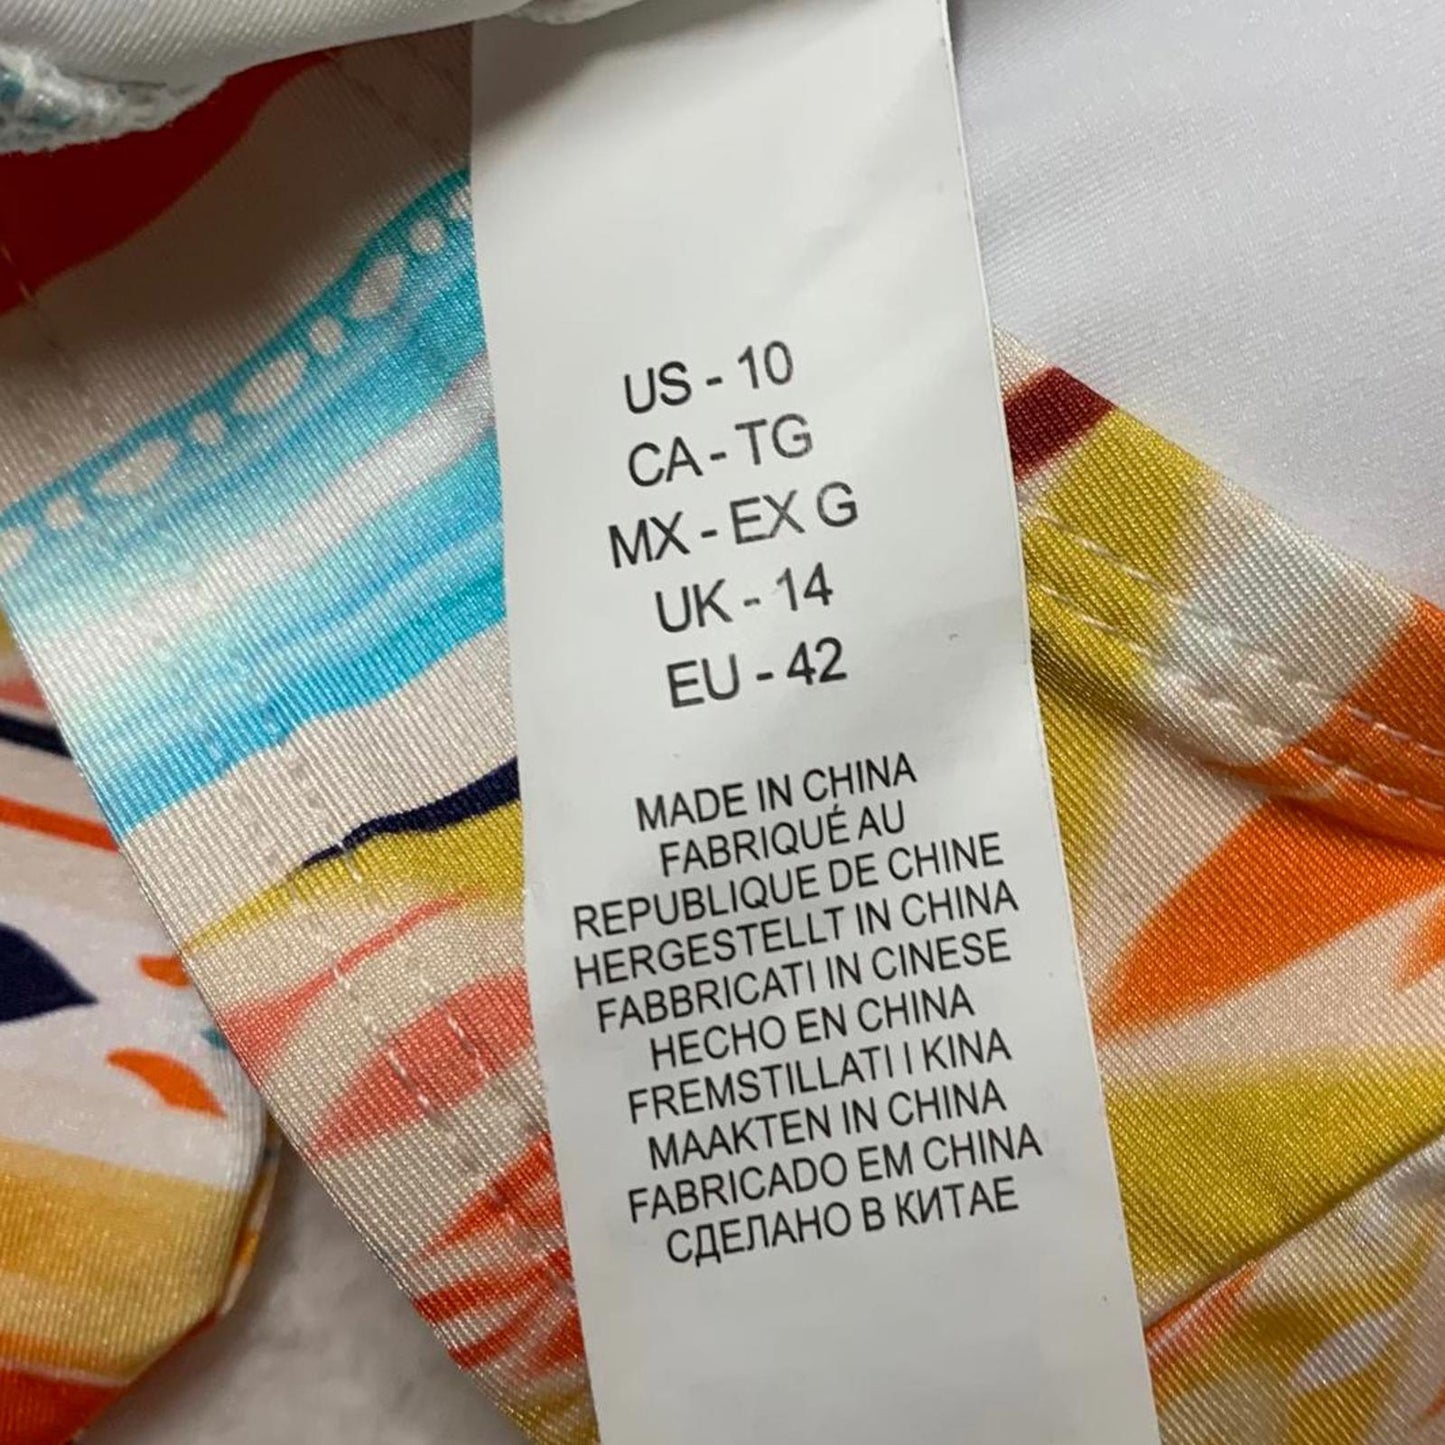 US - 10
CA - TG
MX - EX G
UK - 14
EU - 42
MADE IN CHINA
FABRIQUÉ AU
REPUBLIQUE DE CHINE
HERGESTELLT IN CHINA
FABBRICATI IN CINESE
HECHO EN CHINA
FREMSTILLATI I KINA
MAAKTEN IN CHINA
FABRICADO EM CHINA
СДЕЛАНО В КИТАЕ